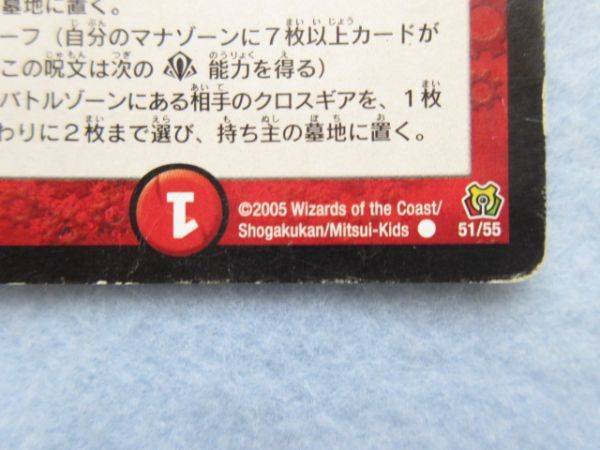 墓地に置く。
ーフ（自分のマナゾーンに７枚以上カードが
この呪文は次の 能力を得る）
バトルゾーンにある相手のクロスギアを、１枚
わりに２枚まで選び、持ち主の墓地に置く。
1
©2005 Wizards of the Coast/
Shogakukan/Mitsui-Kids
51/55